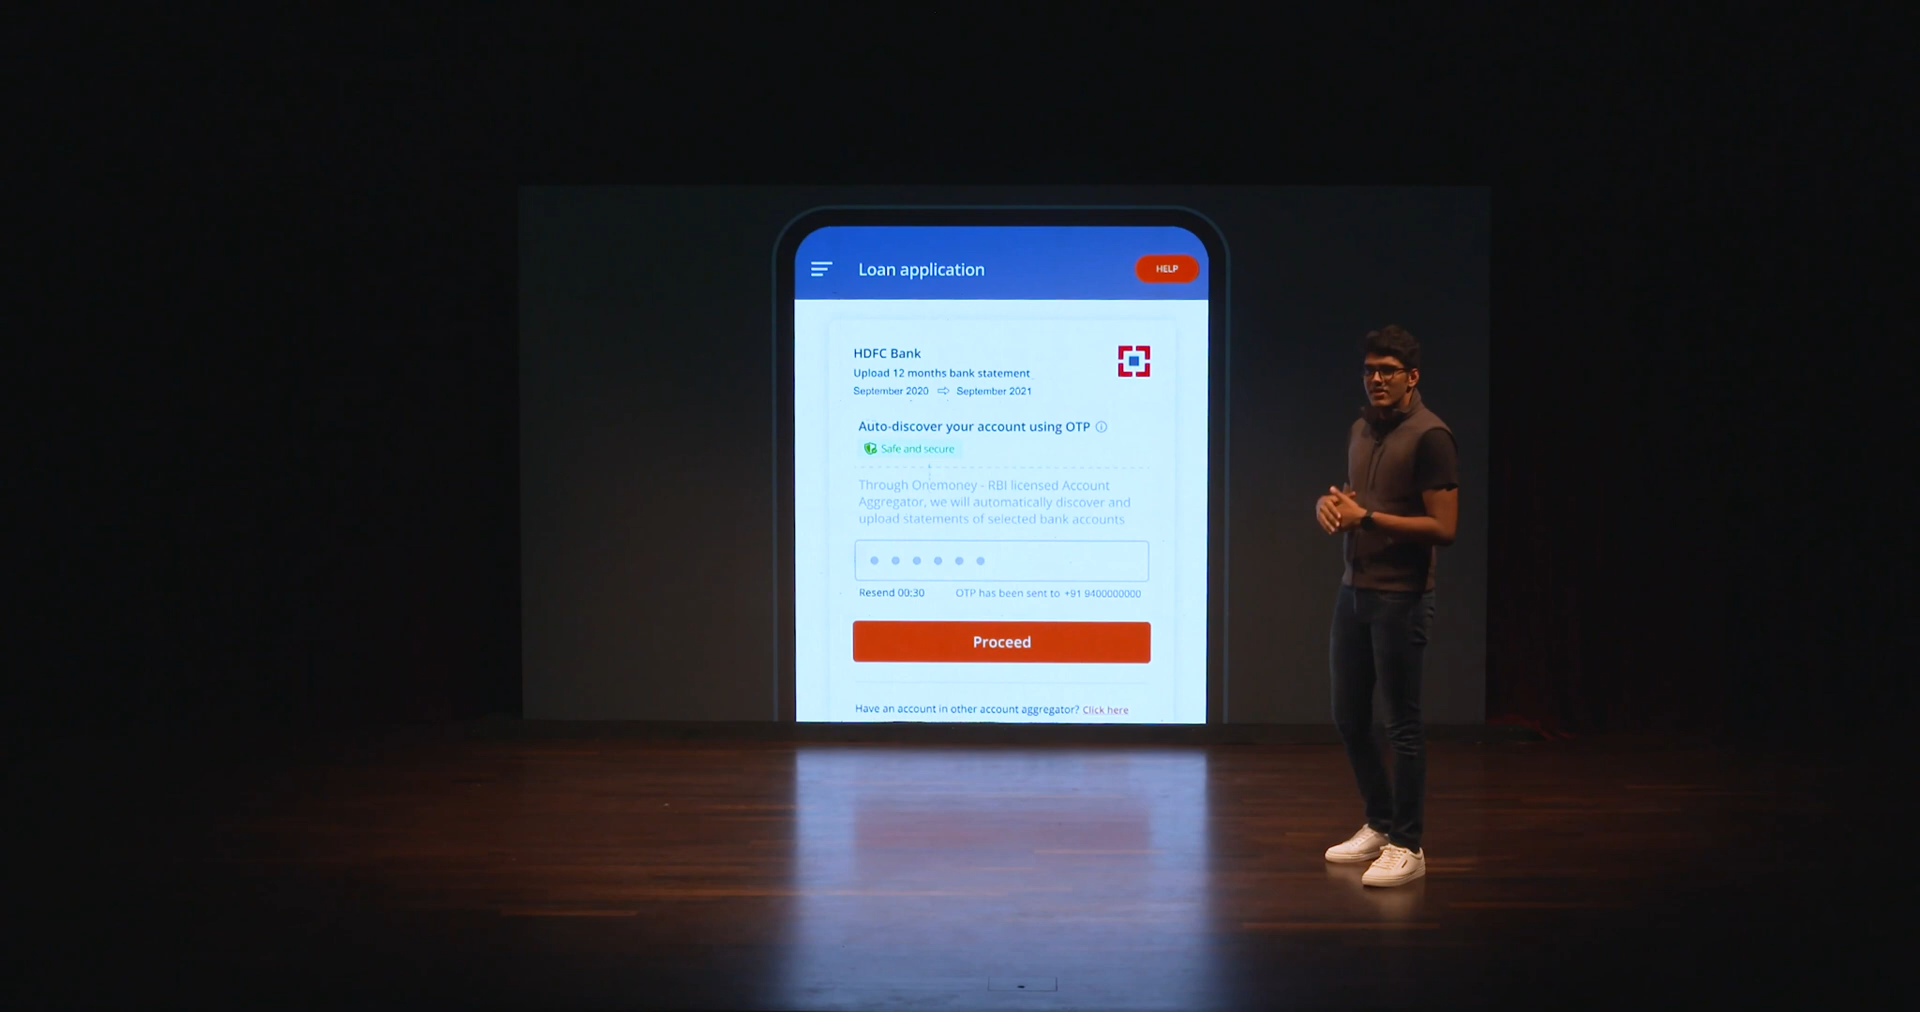 Loan application
HELP
HDFC Bank
Upload 12 months bank statement
September 2020 ⇨ September 2021
Auto-discover your account using OTP
Safe and secure
Through Onemoney - RBI licensed Account
Aggregator, we will automatically discover and
upload statements of selected bank accounts
Resend 00:30 OTP has been sent to +91 9400000000
Proceed
Have an account in other account aggregator? Click here